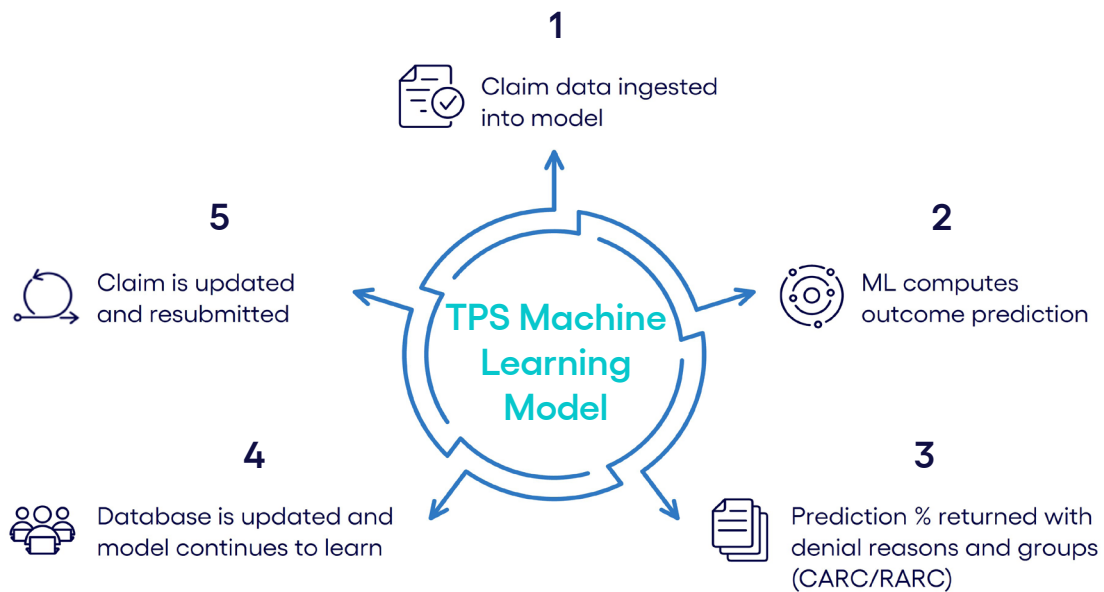 1
Claim data ingested
into model
2
ML computes
outcome prediction
3
Prediction % returned with
denial reasons and groups
(CARC/RARC)
4
Database is updated and
model continues to learn
5
Claim is updated
and resubmitted
TPS Machine
Learning
Model